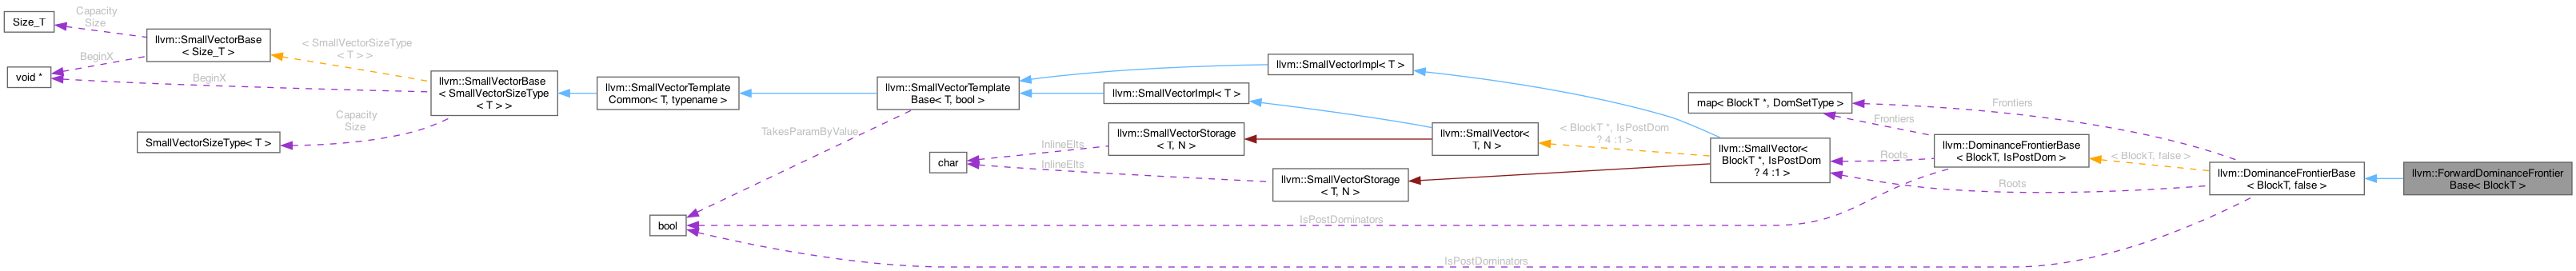 Size_T
Capacity
Size
llvm::SmallVectorBase
< Size_T >
< SmallVectorSizeType
< T > >
void *
BeginX
BeginX
llvm::SmallVectorBase
< SmallVectorSizeType
< T > >
Capacity
Size
SmallVectorSizeType< T >
llvm::SmallVectorTemplate
Common< T, typename >
llvm::SmallVectorTemplate
Base< T, bool >
TakesParamByValue
llvm::SmallVectorImpl< T >
llvm::SmallVectorImpl< T >
llvm::SmallVectorStorage
< T, N >
InlineElts
char
InlineElts
llvm::SmallVectorStorage
< T, N >
bool
llvm::SmallVector<
T, N >
< BlockT *, IsPostDom
? 4 :1 >
map< BlockT *, DomSetType >
llvm::SmallVector<
BlockT *, IsPostDom
? 4 :1 >
Frontiers
Frontiers
llvm::DominanceFrontierBase
< BlockT, IsPostDom >
Roots
< BlockT, false >
Roots
llvm::DominanceFrontierBase
< BlockT, false >
llvm::ForwardDominanceFrontier
Base< BlockT >
IsPostDominators
IsPostDominators